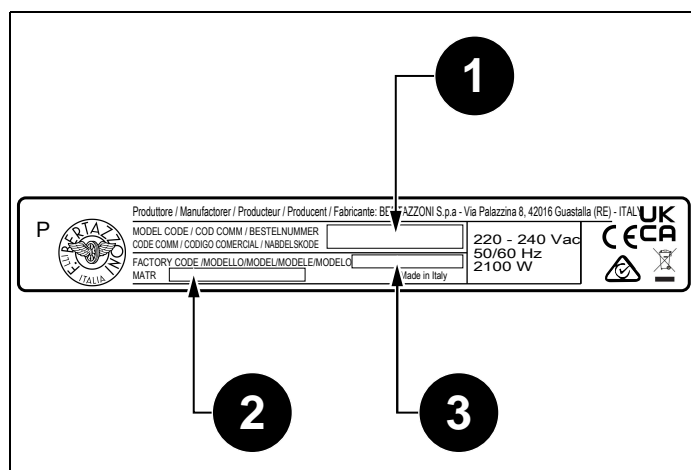 1
Produttore / Manufactorer / Producteur / Producent / Fabricante: BERTAZZONI S.p.a - Via Palazzina 8, 42016 Guastalla (RE) - ITALY
P
F.LLI BERTAZZONI
ITALIA
MODEL CODE / COD COMM / BESTELNUMMER
CODE COMM / CODIGO COMERCIAL / NABDELSKODE
FACTORY CODE /MODELLO/MODEL/MODELE/MODELO
MATR
Made in Italy
220 - 240 Vac
50/60 Hz
2100 W
CE
UK
CA
2
3